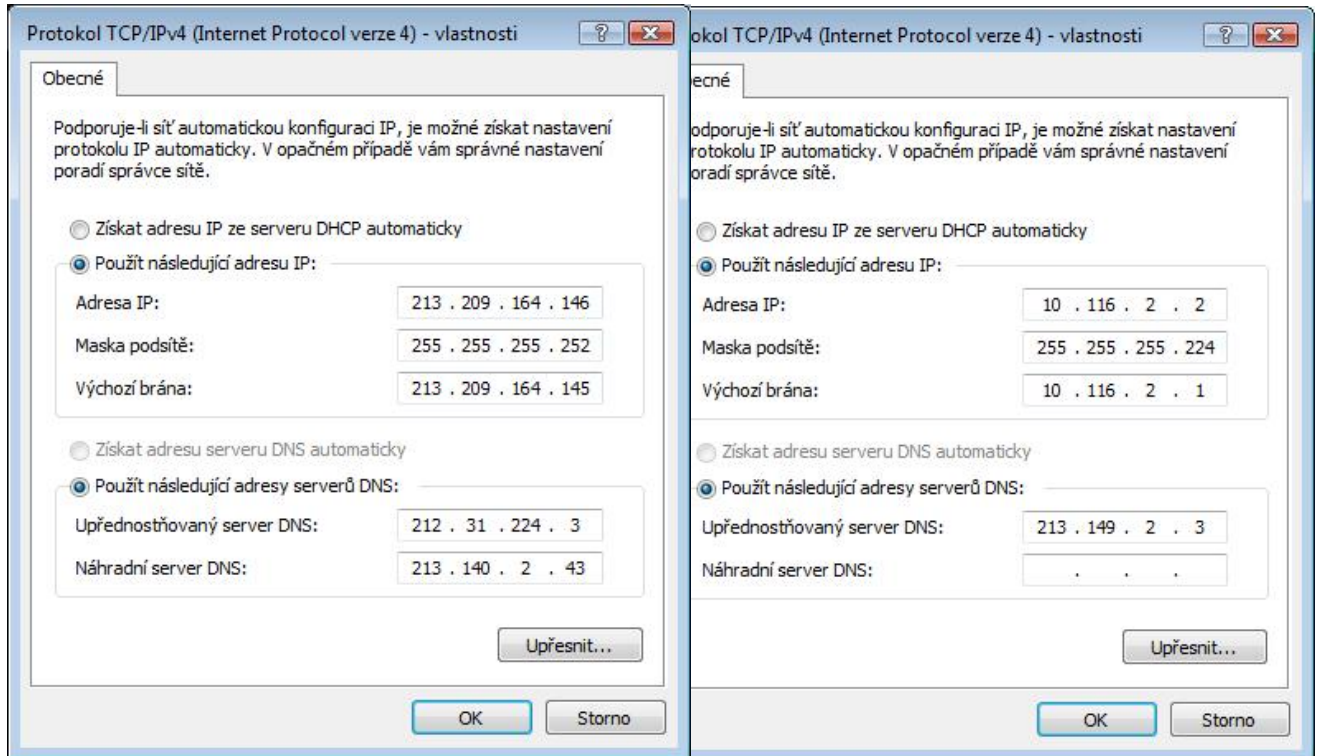 Protokol TCP/IPv4 (Internet Protocol verze 4) - vlastnosti
Obecné
Podporuje-li síť automatickou konfiguraci IP, je možné získat nastavení
protokolu IP automaticky. V opačném případě vám správné nastavení
poradí správce sítě.
Získat adresu IP ze serveru DHCP automaticky
Použít následující adresu IP:
Adresa IP: 213 . 209 . 164 . 146
Maska podsítě: 255 . 255 . 255 . 252
Výchozí brána: 213 . 209 . 164 . 145
Získat adresu serveru DNS automaticky
Použít následující adresy serverů DNS:
Upřednostňovaný server DNS: 212 . 31 . 224 . 3
Náhradní server DNS: 213 . 140 . 2 . 43
Upřesnit...
OK Storno
okol TCP/IPv4 (Internet Protocol verze 4) - vlastnosti
ecné
odporuje-li síť automatickou konfiguraci IP, je možné získat nastavení
rotokolu IP automaticky. V opačném případě vám správné nastavení
oradí správce sítě.
Získat adresu IP ze serveru DHCP automaticky
Použít následující adresu IP:
Adresa IP: 10 . 116 . 2 . 2
Maska podsítě: 255 . 255 . 255 . 224
Výchozí brána: 10 . 116 . 2 . 1
Získat adresu serveru DNS automaticky
Použít následující adresy serverů DNS:
Upřednostňovaný server DNS: 213 . 149 . 2 . 3
Náhradní server DNS: . . .
Upřesnit...
OK Storno